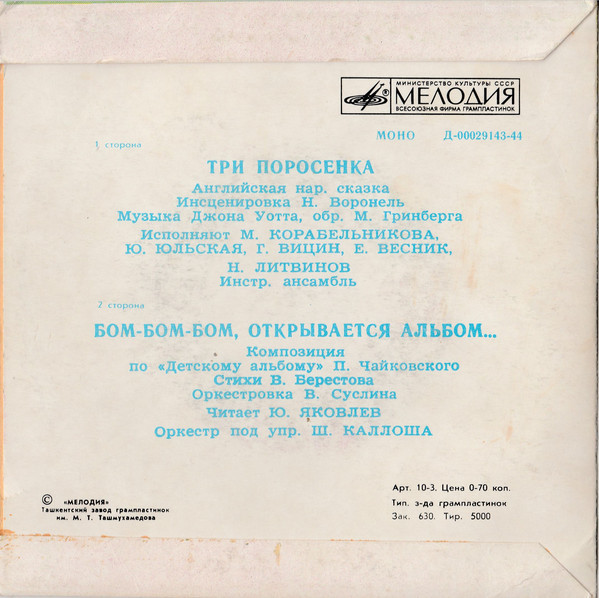 МИНИСТЕРСТВО КУЛЬТУРЫ СССР
МЕЛОДИЯ
ВСЕСОЮЗНАЯ ФИРМА ГРАМПЛАСТИНОК
МОНО Д-00029143-44
1 сторона
ТРИ ПОРОСЕНКА
Английская нар. сказка
Инсценировка Н. Воронель
Музыка Джона Уотта, обр. М. Гринберга
Исполняют М. КОРАБЕЛЬНИКОВА,
Ю. ЮЛЬСКАЯ, Г. ВИЦИН, Е. ВЕСНИК,
Н. ЛИТВИНОВ
Инстр. ансамбль
2 сторона
БОМ-БОМ-БОМ, ОТКРЫВАЕТСЯ АЛЬБОМ...
Композиция
по «Детскому альбому» П. Чайковского
Стихи В. Берестова
Оркестровка В. Суслина
Читает Ю. ЯКОВЛЕВ
Оркестр под упр. Ш. КАЛЛОША
© «МЕЛОДИЯ»
Ташкентский завод грампластинок
им. М. Т. Ташмухамедова
Арт. 10-3. Цена 0-70 коп.
Тип. з-да грампластинок
Зак. 630. Тир. 5000